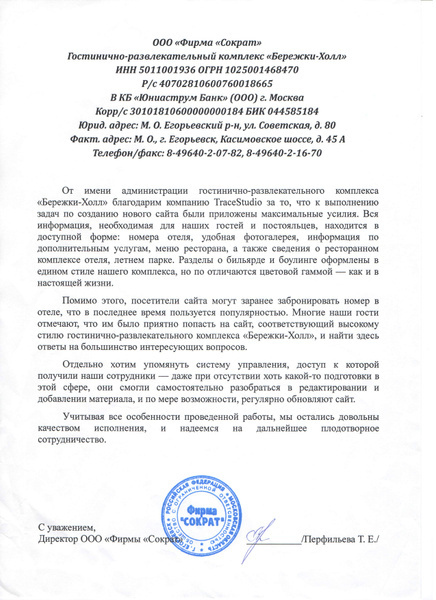 ООО «Фирма «Сократ»
Гостинично-развлекательный комплекс «Бережки-Холл»
ИНН 5011001936 ОГРН 1025001468470
Р/с 40702810600760018665
В КБ «Юниаструм Банк» (ООО) г. Москва
Корр/с 30101810600000000184 БИК 044585184
Юрид. адрес: М. О. Егорьевский р-н, ул. Советская, д. 80
Факт. адрес: М. О., г. Егорьевск, Касимовское шоссе, д. 45 А
Телефон/факс: 8-49640-2-07-82, 8-49640-2-16-70
От имени администрации гостинично-развлекательного комплекса
«Бережки-Холл» благодарим компанию TraceStudio за то, что к выполнению
задач по созданию нового сайта были приложены максимальные усилия. Вся
информация, необходимая для наших гостей и постояльцев, находится в
доступной форме: номера отеля, удобная фотогалерея, информация по
дополнительным услугам, меню ресторана, а также сведения о ресторанном
комплексе отеля, летнем парке. Разделы о бильярде и боулинге оформлены в
едином стиле нашего комплекса, но по отличаются цветовой гаммой — как и в
настоящей жизни.
Помимо этого, посетители сайта могут заранее забронировать номер в
отеле, что в последнее время пользуется популярностью. Многие наши гости
отмечают, что им было приятно попасть на сайт, соответствующий высокому
стилю гостинично-развлекательного комплекса «Бережки-Холл», и найти здесь
ответы на большинство интересующих вопросов.
Отдельно хотим упомянуть систему управления, доступ к которой
получили наши сотрудники — даже при отсутствии хоть какой-то подготовки в
этой сфере, они смогли самостоятельно разобраться в редактировании и
добавлении материала, и по мере возможности, регулярно обновляют сайт.
Учитывая все особенности проведенной работы, мы остались довольны
качеством исполнения, и надеемся на дальнейшее плодотворное
сотрудничество.
РОССИЙСКАЯ ФЕДЕРАЦИЯ МОСКОВСКАЯ ОБЛАСТЬ
С ОГРАНИЧЕННОЙ ОТВЕТСТВЕННОСТЬЮ
Фирма
"СОКРАТ"
С уважением,
Директор ООО «Фирмы «Сократ» /Перфильева Т. Е./